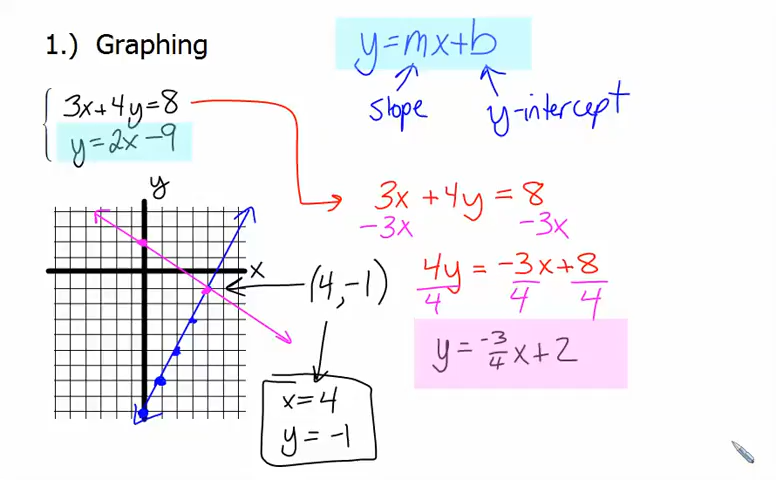 1.) Graphing
y=mx+b
slope
y-intercept
3x+4y=8
y=2x-9
3x+4y=8
-3x -3x
4y = -3x+8
4 4 4
y=-3/4x+2
y
x
(4,-1)
x=4
y=-1